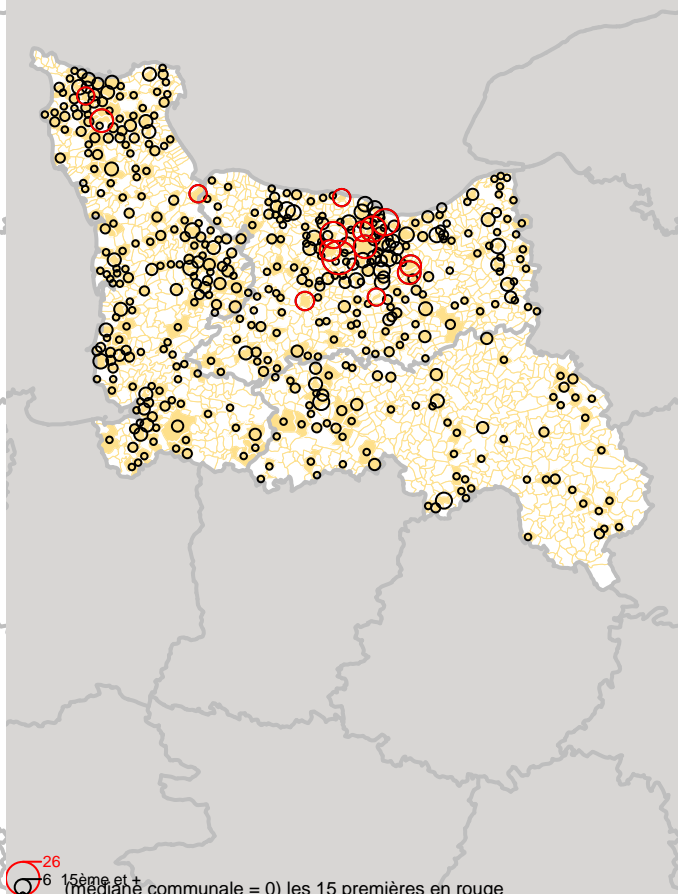 26
6 15ème et +
(médiane communale = 0) les 15 premières en rouge